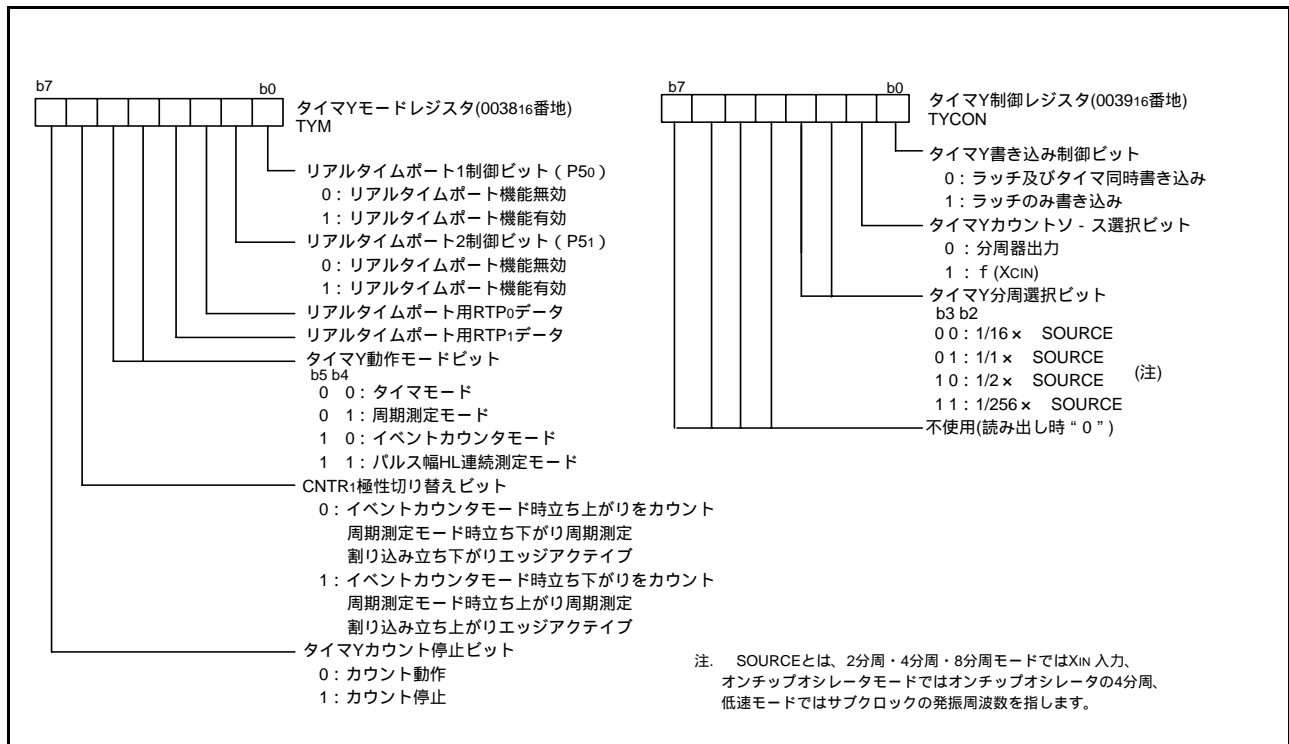 b7 b0
タイマYモードレジスタ(003816番地)
TYM
リアルタイムポート1制御ビット ( P50 )
0 : リアルタイムポート機能無効
1 : リアルタイムポート機能有効
リアルタイムポート2制御ビット ( P51 )
0 : リアルタイムポート機能無効
1 : リアルタイムポート機能有効
リアルタイムポート用RTP0データ
リアルタイムポート用RTP1データ
タイマY動作モードビット
b5 b4
0 0 : タイマモード
0 1 : 周期測定モード
1 0 : イベントカウンタモード
1 1 : パルス幅HL連続測定モード
CNTR1極性切り替えビット
0 : イベントカウンタモード時立ち上がりをカウント
周期測定モード時立ち下がり周期測定
割り込み立ち下がりエッジアクテイブ
1 : イベントカウンタモード時立ち下がりをカウント
周期測定モード時立ち上がり周期測定
割り込み立ち上がりエッジアクテイブ
タイマYカウント停止ビット
0 : カウント動作
1 : カウント停止
b7 b0
タイマY制御レジスタ(003916番地)
TYCON
タイマY書き込み制御ビット
0 : ラッチ及びタイマ同時書き込み
1 : ラッチのみ書き込み
タイマYカウントソ - ス選択ビット
0 : 分周器出力
1 : f (XCIN)
タイマY分周選択ビット
b3 b2
0 0 : 1/16 × SOURCE
0 1 : 1/1 × SOURCE
1 0 : 1/2 × SOURCE (注)
1 1 : 1/256 × SOURCE
不使用(読み出し時 “ 0 ” )
注. SOURCEとは、2分周・4分周・8分周モードではXIN 入力、
オンチップオシレータモードではオンチップオシレータの4分周、
低速モードではサブクロックの発振周波数を指します。